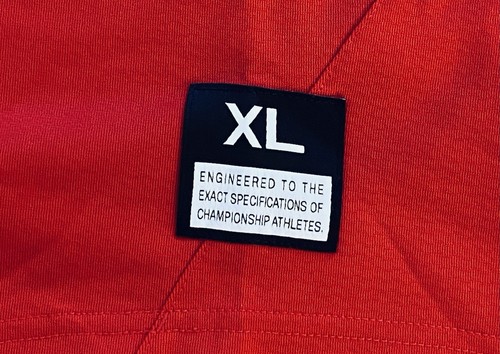 XL
ENGINEERED TO THE
EXACT SPECIFICATIONS OF
CHAMPIONSHIP ATHLETES.